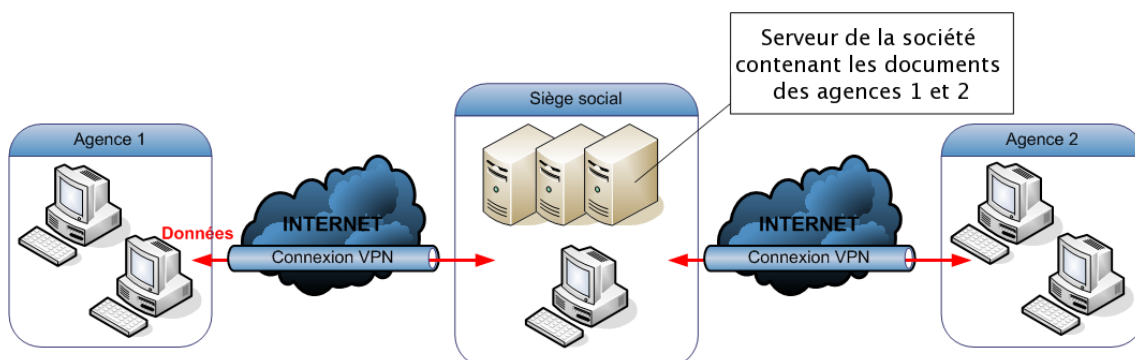 Serveur de la société
contenant les documents
des agences 1 et 2
Siège social
Agence 1
Agence 2
INTERNET
INTERNET
Données
Connexion VPN
Connexion VPN